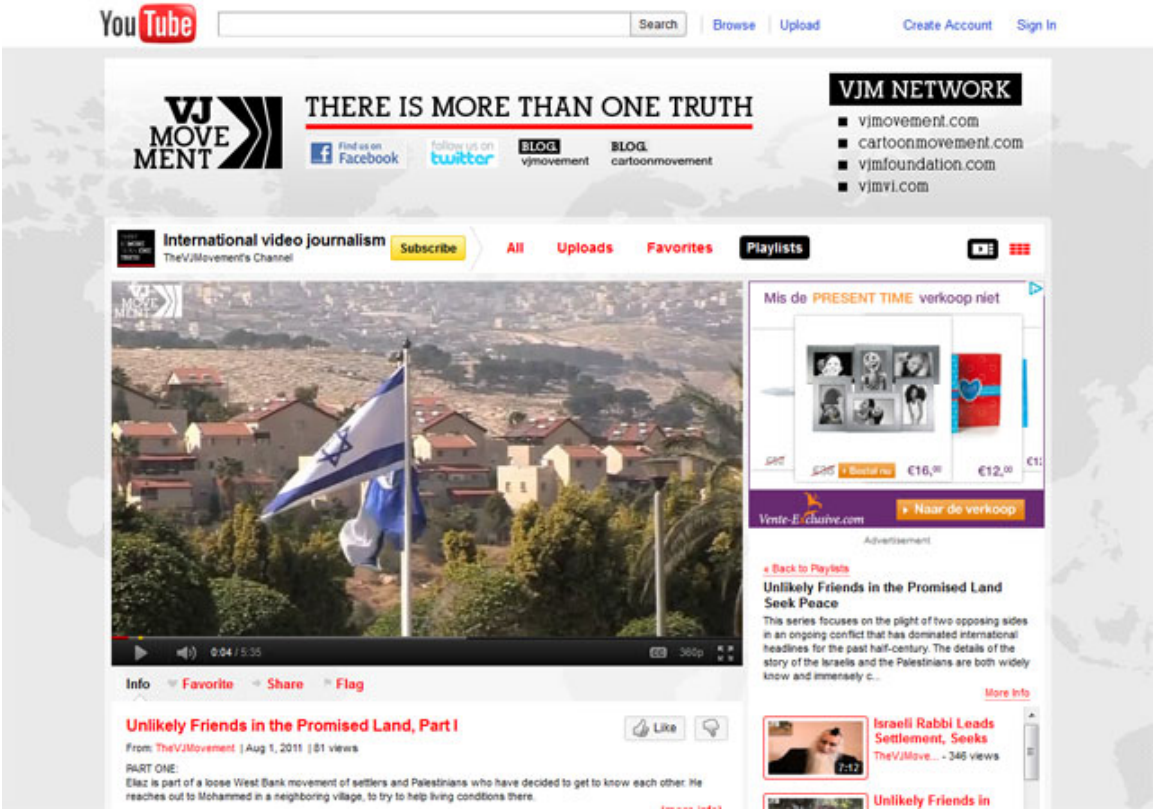 You Tube
Search
Browse
Upload
Create Account
Sign In
VJ
MOVE
MENT
THERE IS MORE THAN ONE TRUTH
Find us on
Facebook
follow us on
twitter
BLOG
vjmovement
BLOG
cartoonmovement
VJM NETWORK
vjmovement.com
cartoonmovement.com
vjmfoundation.com
vjmvi.com
International video journalism
TheVJMovement's Channel
Subscribe
All
Uploads
Favorites
Playlists
VJ
MOVE
MENT
Mis de PRESENT TIME verkoop niet
€36
Bestel nu
€16,00
€12,00
Vente-Exclusive.com
Naar de verkoop
Advertisement
0:04 / 5:35
CC
360p
Info
Favorite
Share
Flag
Unlikely Friends in the Promised Land, Part I
Like
From: TheVJMovement | Aug 1, 2011 | 81 views
PART ONE:
Eliaz is part of a loose West Bank movement of settlers and Palestinians who have decided to get to know each other. He
reaches out to Mohammed in a neighboring village, to try to help living conditions there.
(more info)
« Back to Playlists
Unlikely Friends in the Promised Land
Seek Peace
This series focuses on the plight of two opposing sides
in an ongoing conflict that has dominated international
headlines for the past half-century. The details of the
story of the Israelis and the Palestinians are both widely
know and immensely c...
More Info
7:12
Israeli Rabbi Leads
Settlement, Seeks
TheVJMove... - 346 views
Unlikely Friends in